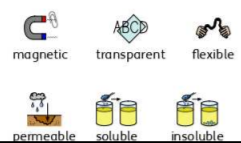 ABCD
magnetic transparent flexible
permeable soluble insoluble